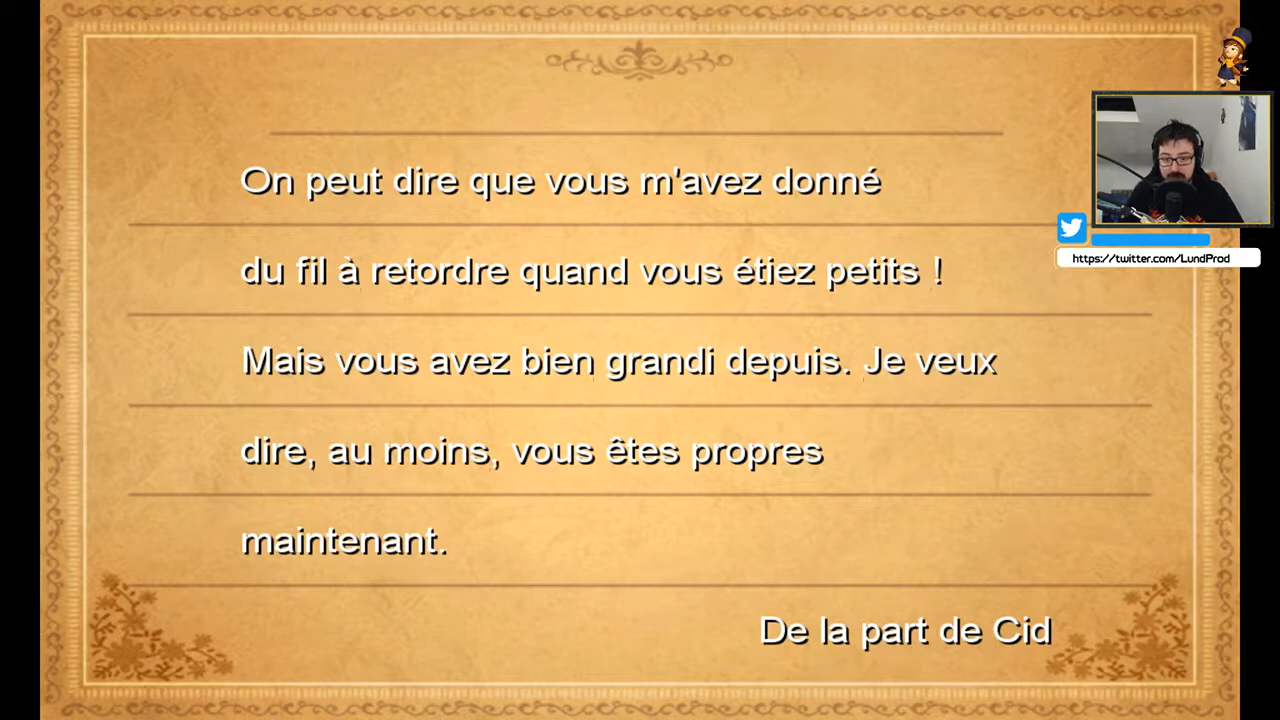 On peut dire que vous m'avez donné
du fil à retordre quand vous étiez petits !
Mais vous avez bien grandi depuis. Je veux
dire, au moins, vous êtes propres
maintenant.
De la part de Cid
https://twitter.com/LundProd